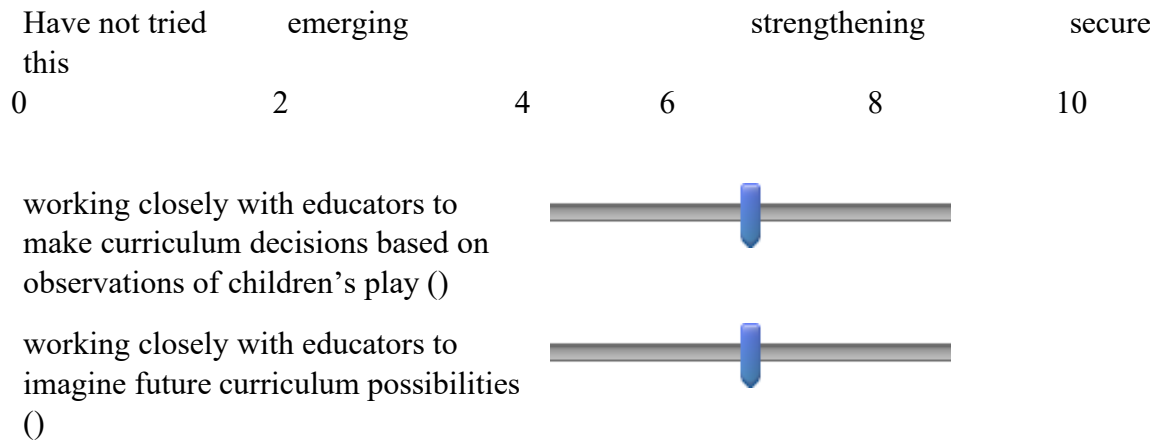 Have not tried emerging strengthening secure
this
0 2 4 6 8 10
working closely with educators to
make curriculum decisions based on
observations of children’s play ()
working closely with educators to
imagine future curriculum possibilities
()